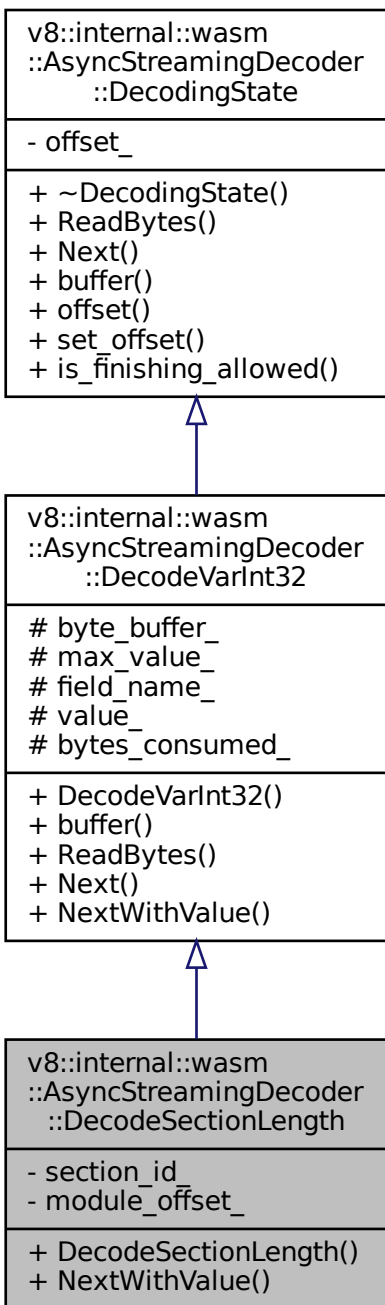 v8::internal::wasm
::AsyncStreamingDecoder
::DecodingState
- offset_
+ ~DecodingState()
+ ReadBytes()
+ Next()
+ buffer()
+ offset()
+ set_offset()
+ is_finishing_allowed()
v8::internal::wasm
::AsyncStreamingDecoder
::DecodeVarInt32
# byte_buffer_
# max_value_
# field_name_
# value_
# bytes_consumed_
+ DecodeVarInt32()
+ buffer()
+ ReadBytes()
+ Next()
+ NextWithValue()
v8::internal::wasm
::AsyncStreamingDecoder
::DecodeSectionLength
- section_id_
- module_offset_
+ DecodeSectionLength()
+ NextWithValue()